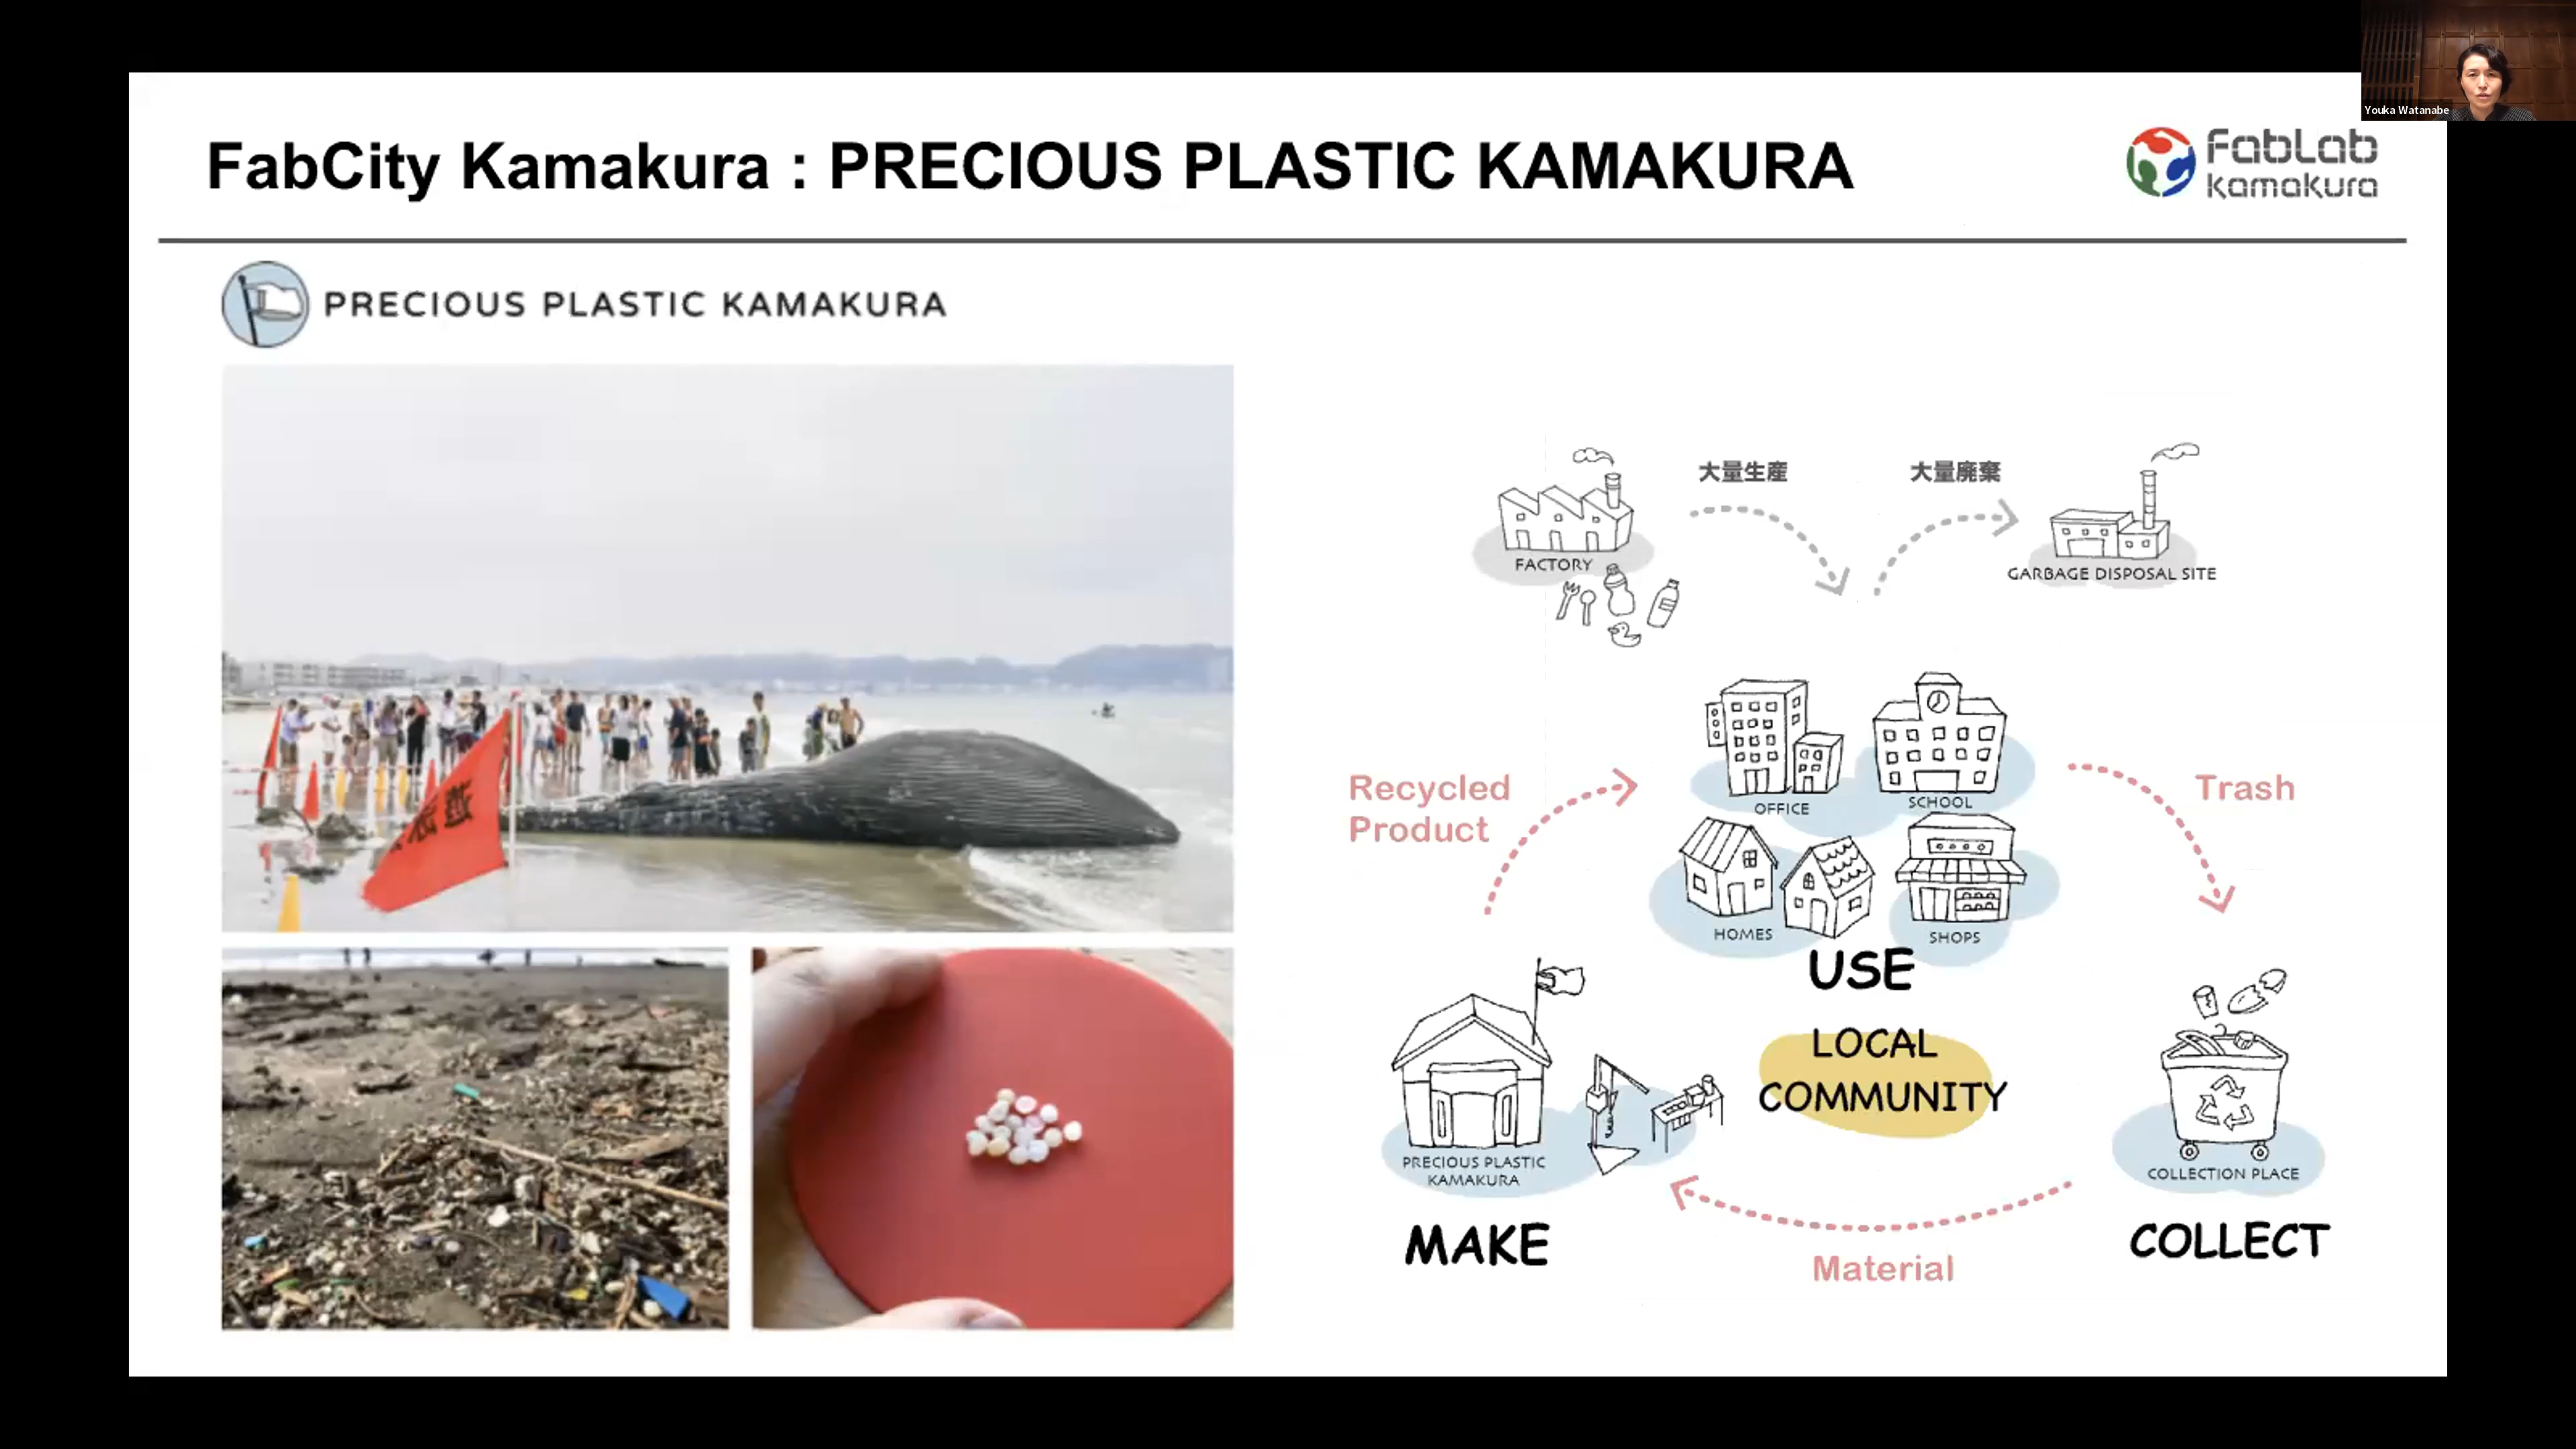 Youka Watanabe
FabCity Kamakura : PRECIOUS PLASTIC KAMAKURA
FabLab
kamakura
PRECIOUS PLASTIC KAMAKURA
大量生産
大量廃棄
FACTORY
GARBAGE DISPOSAL SITE
Recycled
Product
OFFICE
SCHOOL
Trash
HOMES
SHOPS
USE
LOCAL
COMMUNITY
PRECIOUS PLASTIC
KAMAKURA
COLLECTION PLACE
MAKE
COLLECT
Material